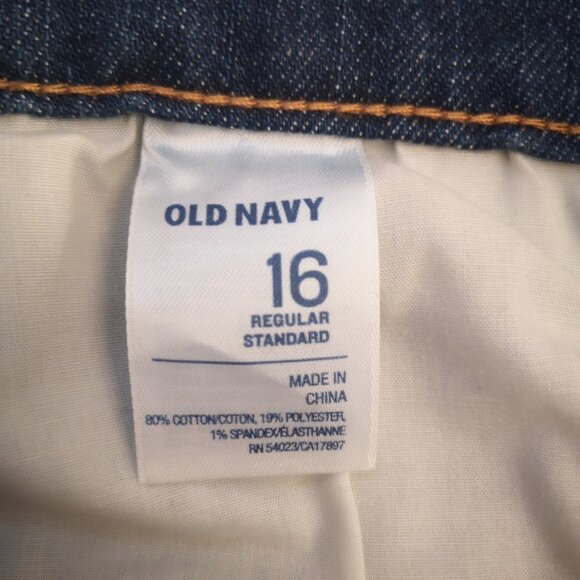 OLD NAVY
16
REGULAR
STANDARD
MADE IN
CHINA
80% COTTON/COTON, 19% POLYESTER,
1% SPANDEX/ÉLASTHANNE
RN 54023/CA17897